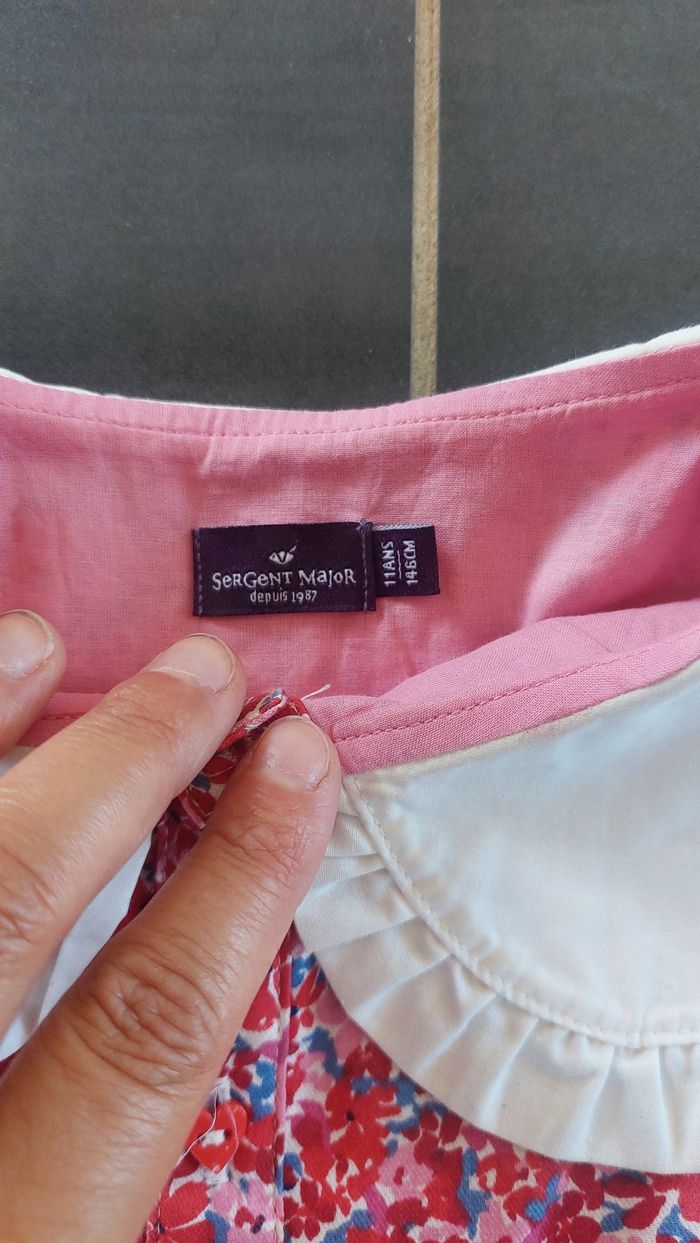 SERGENT MAJOR
depuis 1987
11ANS
146CM